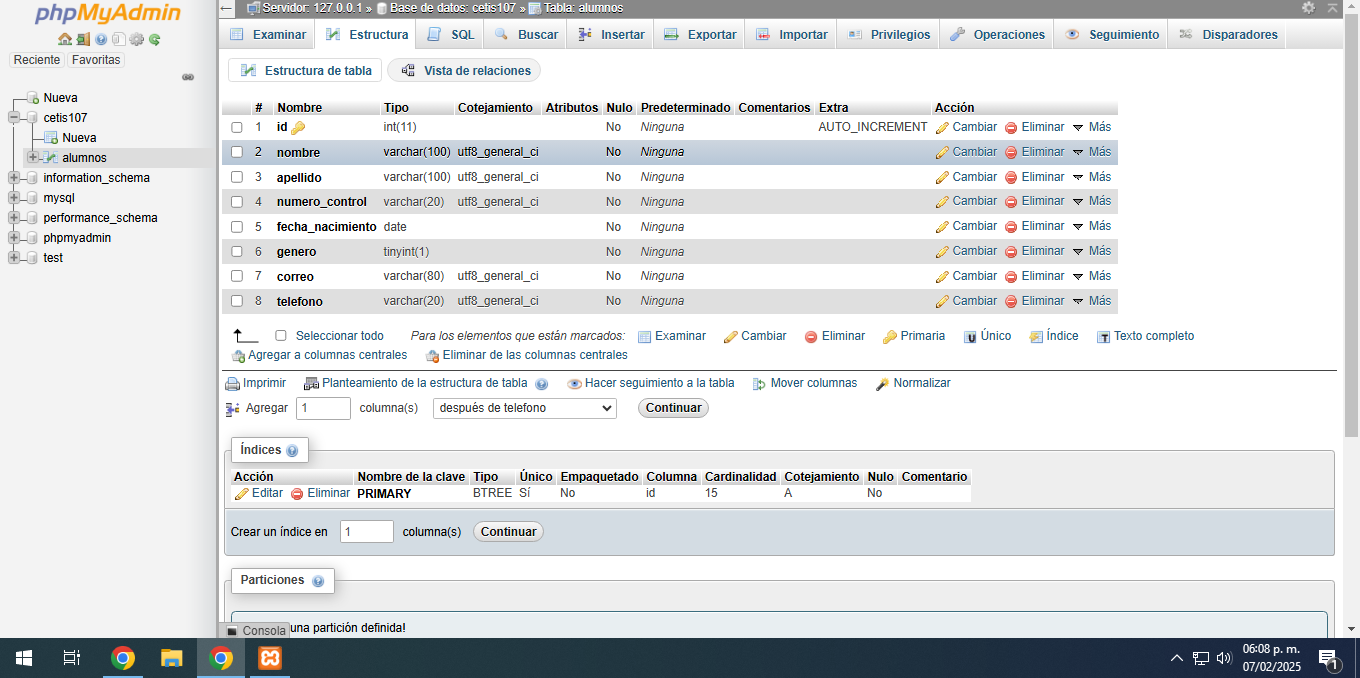 phpMyAdmin
Reciente Favoritas
Nueva
cetis107
Nueva
alumnos
information_schema
mysql
performance_schema
phpmyadmin
test
Servidor: 127.0.0.1 » Base de datos: cetis107 » Tabla: alumnos
Examinar Estructura SQL Buscar Insertar Exportar Importar Privilegios Operaciones Seguimiento Disparadores
Estructura de tabla Vista de relaciones
# Nombre Tipo Cotejamiento Atributos Nulo Predeterminado Comentarios Extra Acción
1 id int(11) No Ninguna AUTO_INCREMENT Cambiar Eliminar Más
2 nombre varchar(100) utf8_general_ci No Ninguna Cambiar Eliminar Más
3 apellido varchar(100) utf8_general_ci No Ninguna Cambiar Eliminar Más
4 numero_control varchar(20) utf8_general_ci No Ninguna Cambiar Eliminar Más
5 fecha_nacimiento date No Ninguna Cambiar Eliminar Más
6 genero tinyint(1) No Ninguna Cambiar Eliminar Más
7 correo varchar(80) utf8_general_ci No Ninguna Cambiar Eliminar Más
8 telefono varchar(20) utf8_general_ci No Ninguna Cambiar Eliminar Más
Seleccionar todo Para los elementos que están marcados: Examinar Cambiar Eliminar Primaria Único Índice Texto completo
Agregar a columnas centrales Eliminar de las columnas centrales
Imprimir Planteamiento de la estructura de tabla Hacer seguimiento a la tabla Mover columnas Normalizar
Agregar 1 columna(s) después de telefono Continuar
Índices
Acción Nombre de la clave Tipo Único Empaquetado Columna Cardinalidad Cotejamiento Nulo Comentario
Editar Eliminar PRIMARY BTREE Sí No id 15 A No
Crear un índice en 1 columna(s) Continuar
Particiones
una partición definida!
Consola
06:08 p. m.
07/02/2025
1